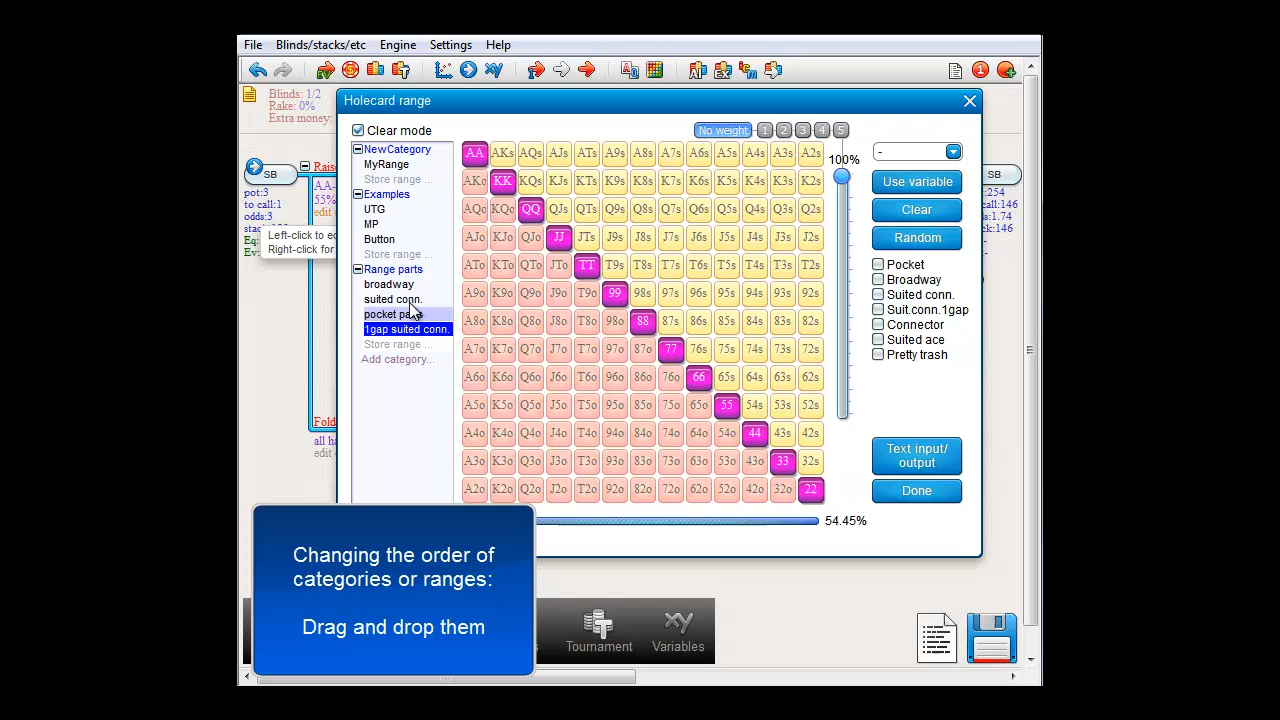 File Blinds/stacks/etc Engine Settings Help
Blinds: 1/2
Rake: 0%
Extra money:
Holecard range
Clear mode
No weight 1 2 3 4 5
100%
NewCategory
MyRange
Store range ...
Examples
UTG
MP
Button
Store range ...
Range parts
broadway
suited conn.
pocket pa
1gap suited conn.
Store range ...
Add category...
AA AKs AQs AJs ATs A9s A8s A7s A6s A5s A4s A3s A2s
AKo KK KQs KJs KTs K9s K8s K7s K6s K5s K4s K3s K2s
AQo KQo QQ QJs QTs Q9s Q8s Q7s Q6s Q5s Q4s Q3s Q2s
AJo KJo QJo JJ JTs J9s J8s J7s J6s J5s J4s J3s J2s
ATo KTo QTo JTo TT T9s T8s T7s T6s T5s T4s T3s T2s
A9o K9o Q9o J9o T9o 99 98s 97s 96s 95s 94s 93s 92s
A8o K8o Q8o J8o T8o 98o 88 87s 86s 85s 84s 83s 82s
A7o K7o Q7o J7o T7o 97o 87o 77 76s 75s 74s 73s 72s
A6o K6o Q6o J6o T6o 96o 86o 76o 66 65s 64s 63s 62s
A5o K5o Q5o J5o T5o 95o 85o 75o 65o 55 54s 53s 52s
A4o K4o Q4o J4o T4o 94o 84o 74o 64o 54o 44 43s 42s
A3o K3o Q3o J3o T3o 93o 83o 73o 63o 53o 43o 33 32s
A2o K2o Q2o J2o T2o 92o 82o 72o 62o 52o 42o 32o 22
54.45%
-
Use variable
Clear
Random
Pocket
Broadway
Suited conn.
Suit.conn.1gap
Connector
Suited ace
Pretty trash
Text input/
output
Done
SB
pot:3
to call:1
odds:3
stac
Eq:
Ev:
Left-click to ed
Right-click for
Rais
AA-
55%
edit
Fold
all ha
edit
SB
:254
call:146
s:1.74
ck:146
-
-
Changing the order of
categories or ranges:
Drag and drop them
Tournament
Variables